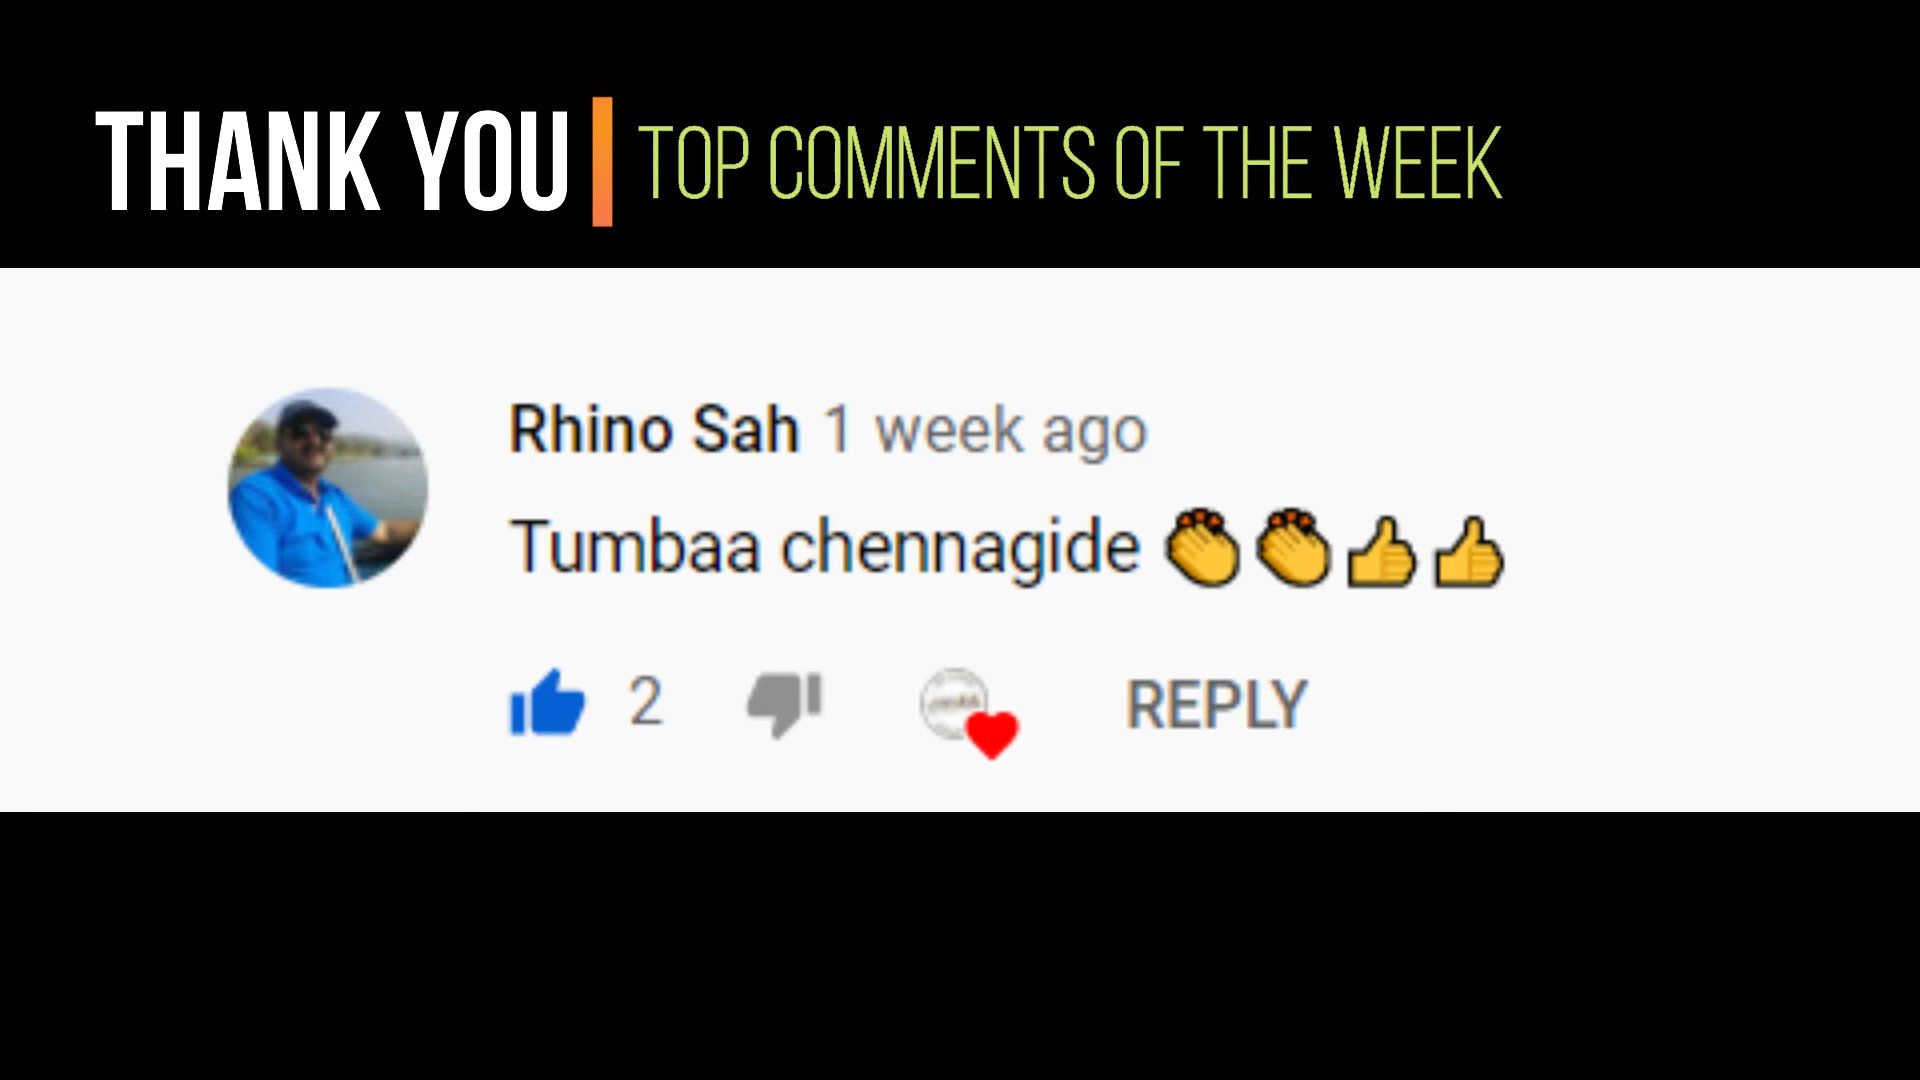 THANK YOU TOP COMMENTS OF THE WEEK
Rhino Sah 1 week ago
Tumbaa chennagide 👏👏👍👍
2 REPLY